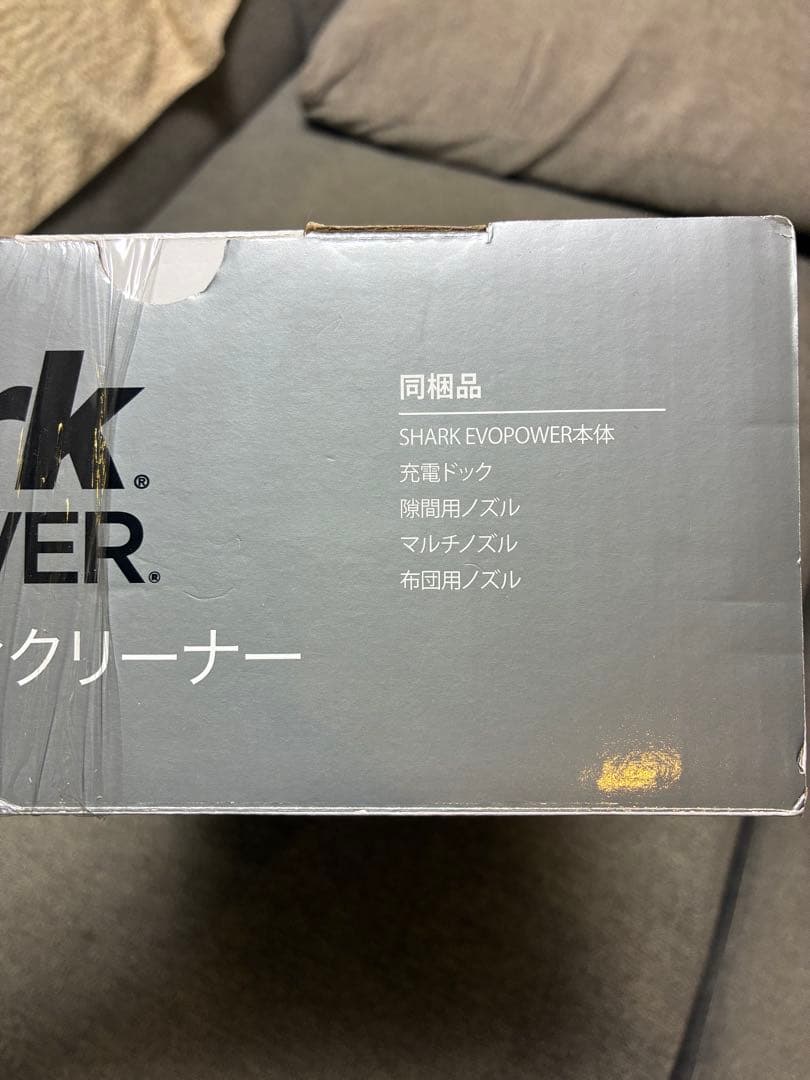 rk®
WER®
クリーナー
同梱品
SHARK EVOPOWER本体
充電ドック
隙間用ノズル
マルチノズル
布団用ノズル